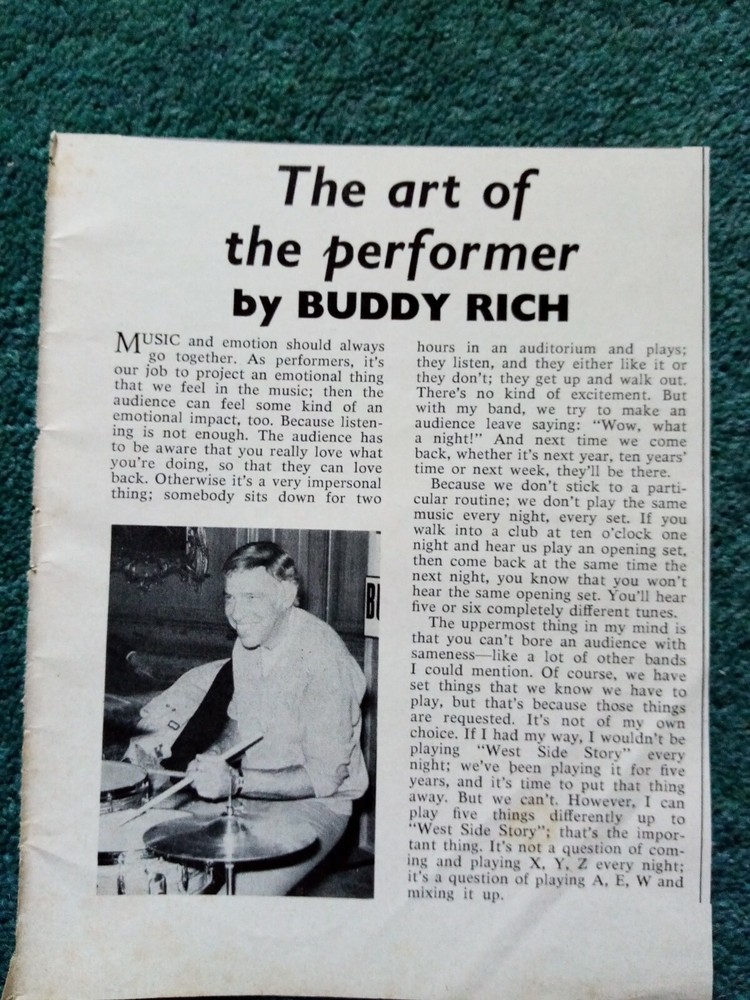 The art of
the performer
by BUDDY RICH
MUSIC and emotion should always
go together. As performers, it's
our job to project an emotional thing
that we feel in the music; then the
audience can feel some kind of an
emotional impact, too. Because listen-
ing is not enough. The audience has
to be aware that you really love what
you're doing, so that they can love
back. Otherwise it's a very impersonal
thing; somebody sits down for two
hours in an auditorium and plays;
they listen, and they either like it or
they don't; they get up and walk out.
There's no kind of excitement. But
with my band, we try to make an
audience leave saying: "Wow, what
a night!" And next time we come
back, whether it's next year, ten years'
time or next week, they'll be there.
Because we don't stick to a parti-
cular routine; we don't play the same
music every night, every set. If you
walk into a club at ten o'clock one
night and hear us play an opening set,
then come back at the same time the
next night, you know that you won't
hear the same opening set. You'll hear
five or six completely different tunes.
The uppermost thing in my mind is
that you can't bore an audience with
sameness—like a lot of other bands
I could mention. Of course, we have
set things that we know we have to
play, but that's because those things
are requested. It's not of my own
choice. If I had my way, I wouldn't be
playing "West Side Story" every
night; we've been playing it for five
years, and it's time to put that thing
away. But we can't. However, I can
play five things differently up to
"West Side Story"; that's the impor-
tant thing. It's not a question of com-
ing and playing X, Y, Z every night;
it's a question of playing A, E, W and
mixing it up.